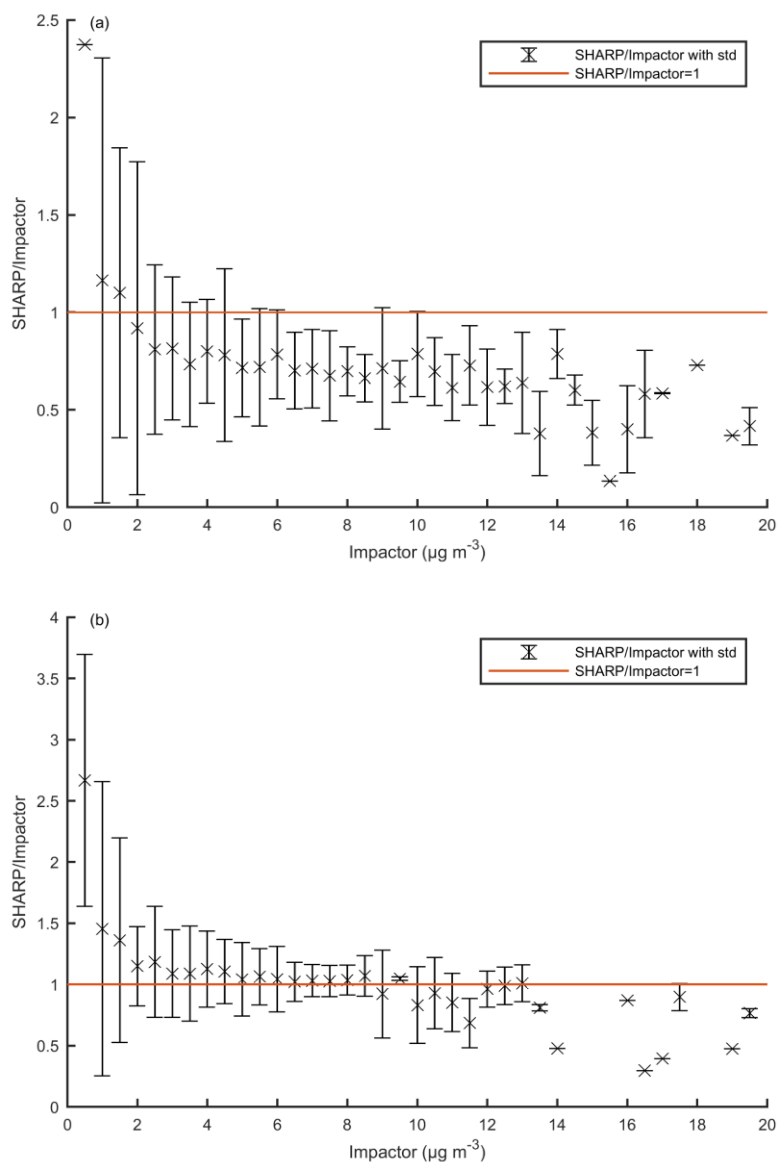 (a)
2.5
2
1.5
1
0.5
0
SHARP/Impactor
SHARP/Impactor with std
SHARP/Impactor=1
0 2 4 6 8 10 12 14 16 18 20
Impactor (µg m⁻³)
(b)
4
3.5
3
2.5
2
1.5
1
0.5
0
SHARP/Impactor
SHARP/Impactor with std
SHARP/Impactor=1
0 2 4 6 8 10 12 14 16 18 20
Impactor (µg m⁻³)